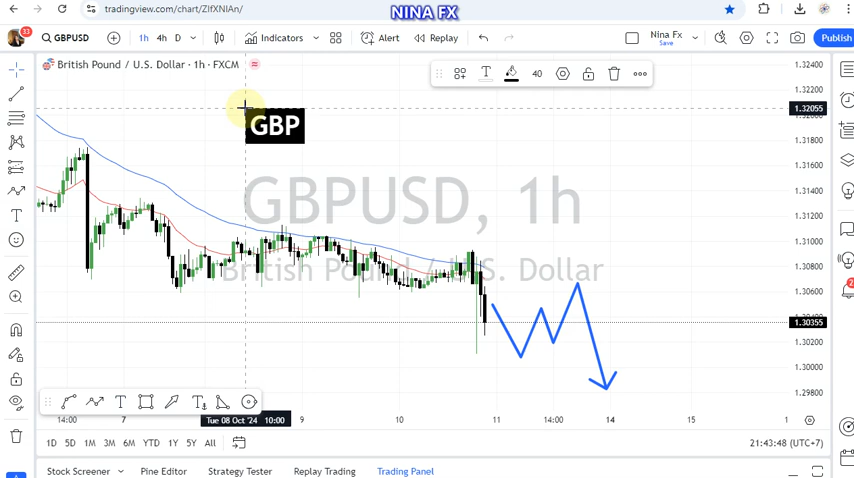 NINA FX
tradingview.com/chart/ZIfXNIAn/
33
GBPUSD
1h 4h D
Indicators
Alert
Replay
Nina Fx
Save
Publish
British Pound / U.S. Dollar · 1h · FXCM
40
1.32400
1.32200
1.32055
GBP
1.31800
1.31600
1.31400
1.31200
1.31000
1.30800
1.30600
1.30355
1.30200
1.30000
1.29800
GBPUSD, 1h
British Pound / U.S. Dollar
14:00
7
Tue 08 Oct '24 10:00
9
10
11
14:00
14
15
1
1D 5D 1M 3M 6M YTD 1Y 5Y All
21:43:48 (UTC+7)
Stock Screener
Pine Editor
Strategy Tester
Replay Trading
Trading Panel